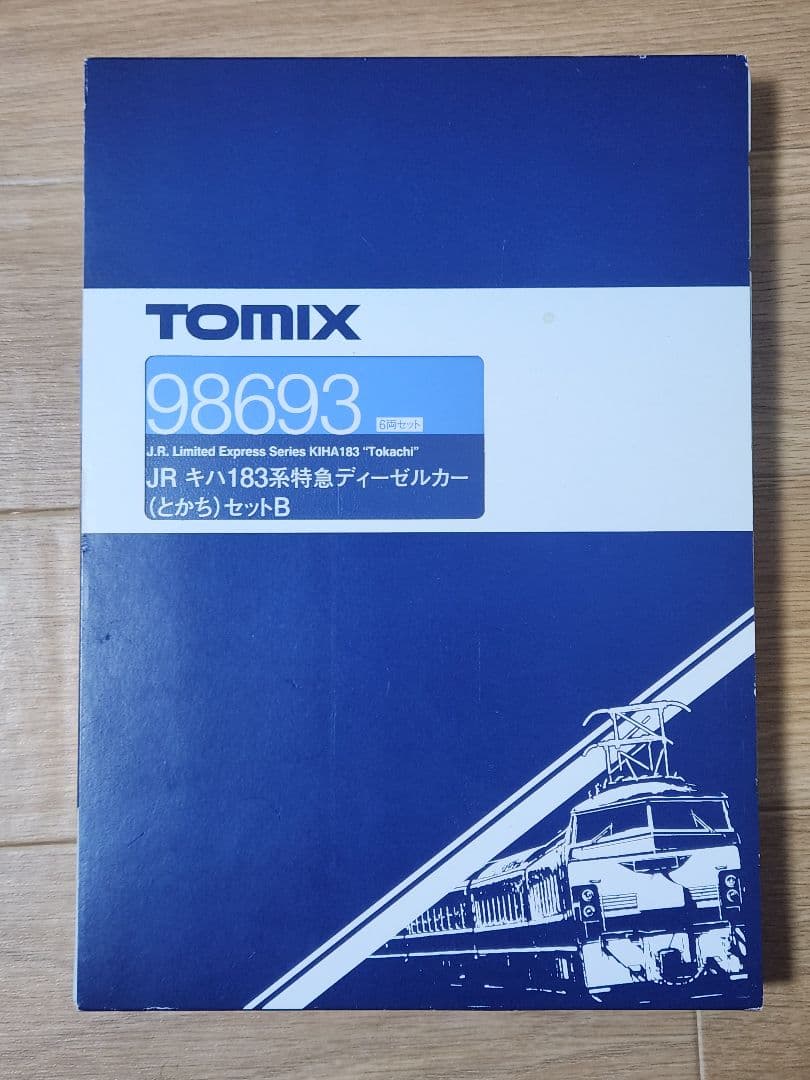 TOMIX
98693
6両セット
J.R. Limited Express Series KIHA183 "Tokachi"
JR キハ183系特急ディーゼルカー
(とかち)セットB